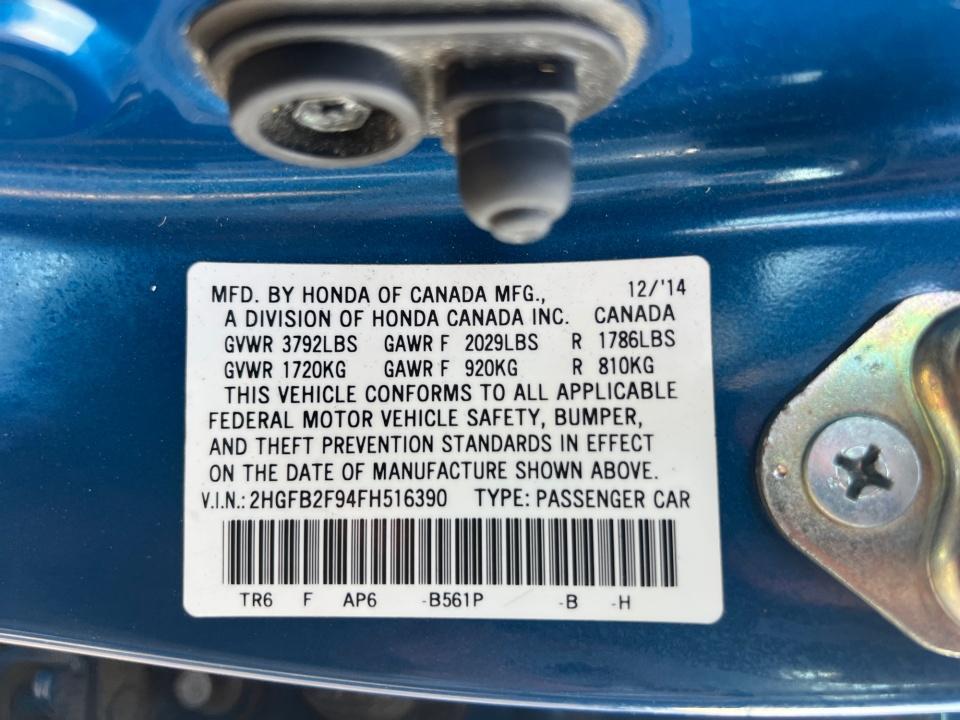 MFD. BY HONDA OF CANADA MFG., 12/'14
A DIVISION OF HONDA CANADA INC. CANADA
GVWR 3792LBS GAWR F 2029LBS R 1786LBS
GVWR 1720KG GAWR F 920KG R 810KG
THIS VEHICLE CONFORMS TO ALL APPLICABLE
FEDERAL MOTOR VEHICLE SAFETY, BUMPER,
AND THEFT PREVENTION STANDARDS IN EFFECT
ON THE DATE OF MANUFACTURE SHOWN ABOVE.
V.I.N.: 2HGFB2F94FH516390 TYPE: PASSENGER CAR
TR6 F AP6 -B561P -B -H